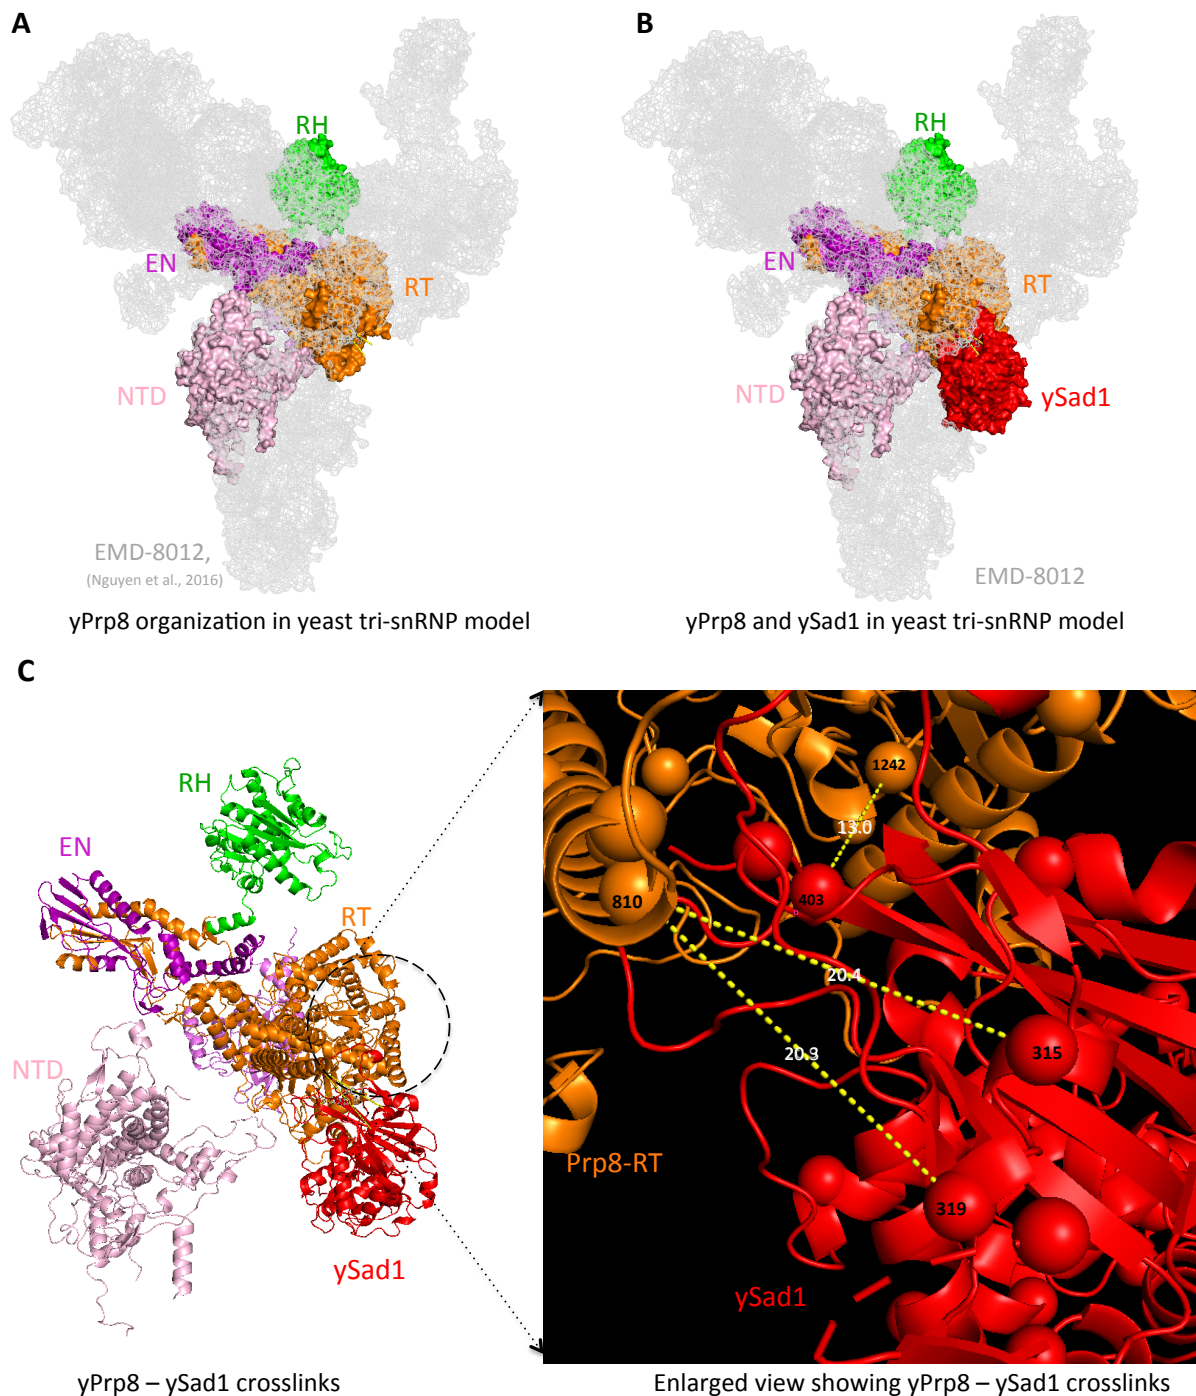 A
B
RH
RH
EN
EN
RT
RT
NTD
NTD
ySad1
EMD-8012,
(Nguyen et al., 2016)
EMD-8012
yPrp8 organization in yeast tri-snRNP model
yPrp8 and ySad1 in yeast tri-snRNP model
C
RH
EN
RT
NTD
ySad1
1242
13.0
810
403
20.4
315
20.3
Prp8-RT
319
ySad1
yPrp8 – ySad1 crosslinks
Enlarged view showing yPrp8 – ySad1 crosslinks